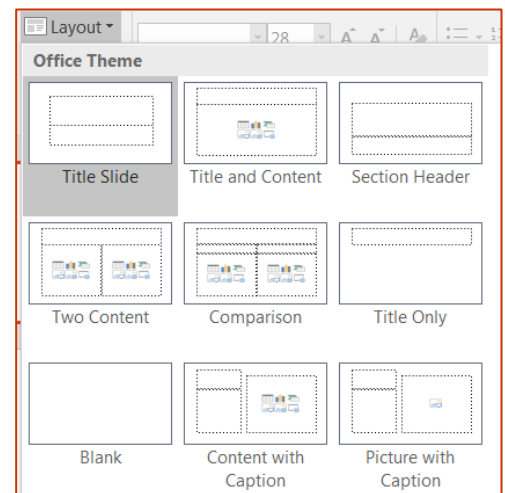 Layout
28
Office Theme
Title Slide
Title and Content
Section Header
Two Content
Comparison
Title Only
Blank
Content with
Caption
Picture with
Caption